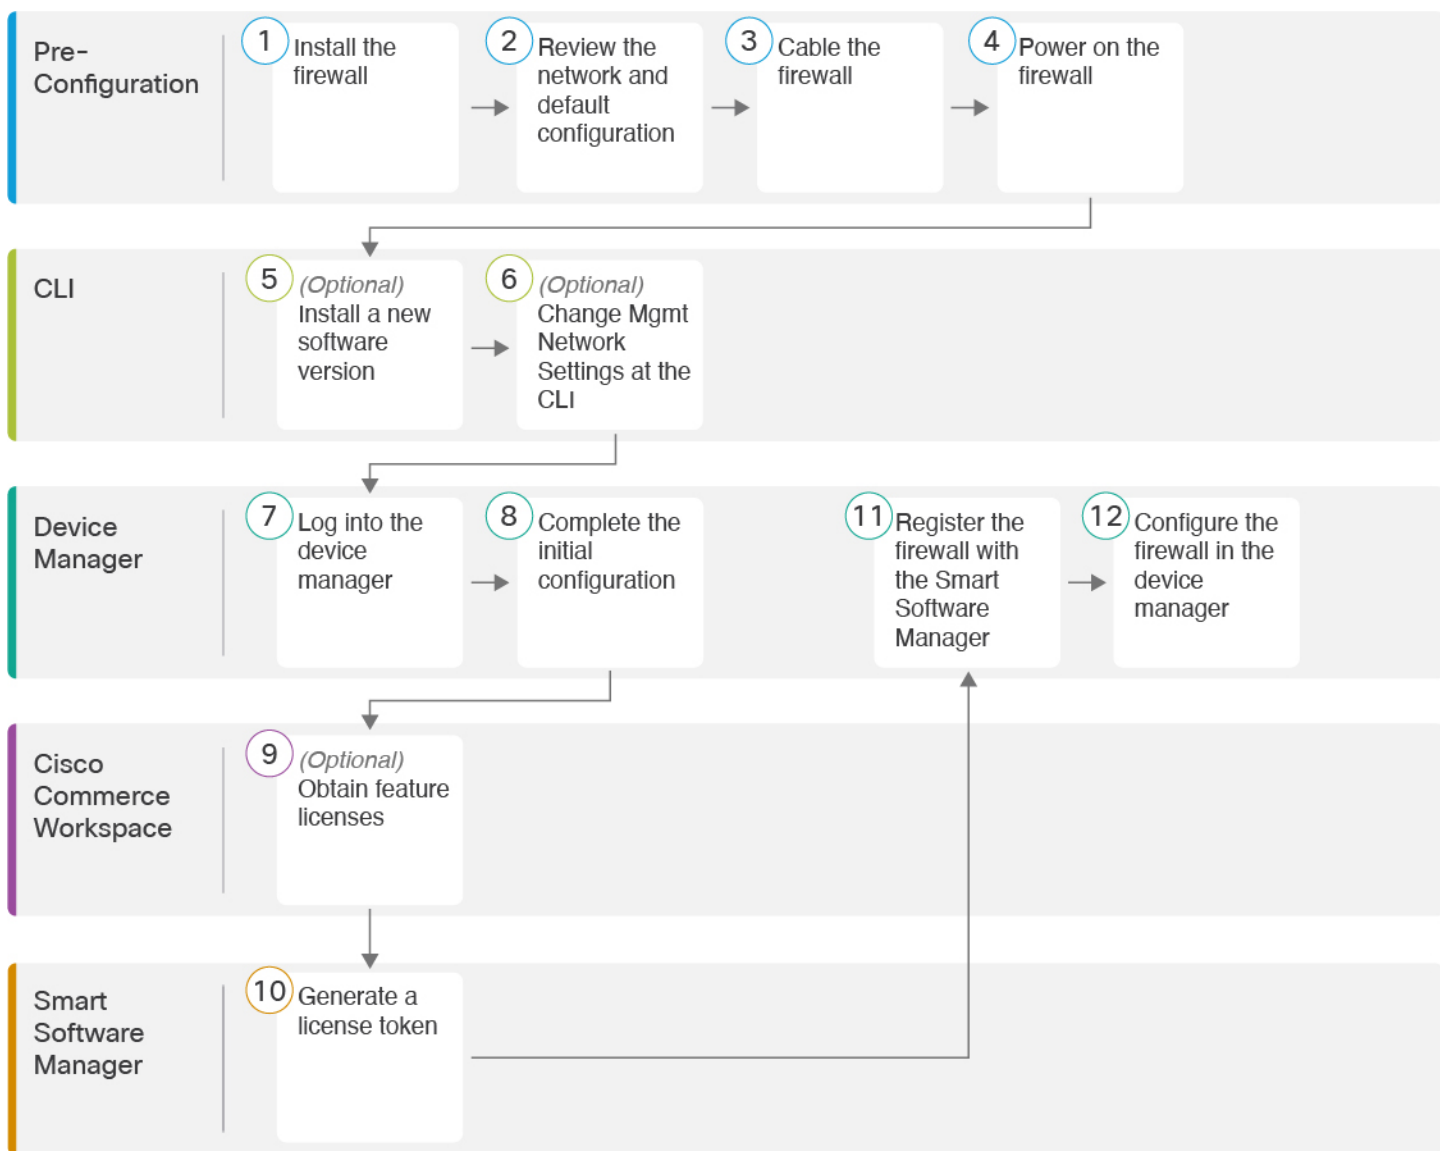 Pre-
Configuration
1
Install the
firewall
2
Review the
network and
default
configuration
3
Cable the
firewall
4
Power on the
firewall
CLI
5
(Optional)
Install a new
software
version
6
(Optional)
Change Mgmt
Network
Settings at the
CLI
Device
Manager
7
Log into the
device
manager
8
Complete the
initial
configuration
11
Register the
firewall with
the Smart
Software
Manager
12
Configure the
firewall in the
device
manager
Cisco
Commerce
Workspace
9
(Optional)
Obtain feature
licenses
Smart
Software
Manager
10
Generate a
license token